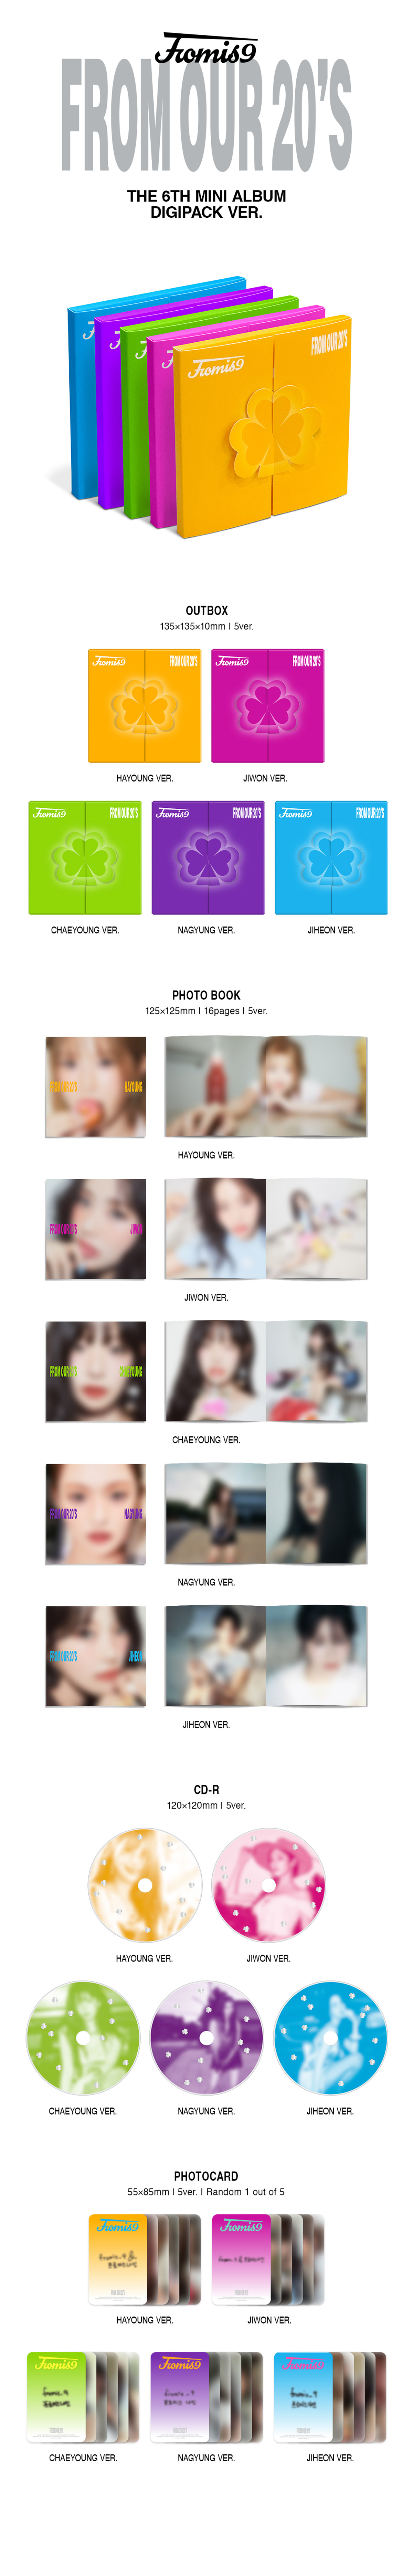 fromis9
FROM OUR 20'S
THE 6TH MINI ALBUM
DIGIPACK VER.
fromis9
FROM OUR 20'S
OUTBOX
135×135×10mm I 5ver.
fromis9 FROM OUR 20'S
fromis9 FROM OUR 20'S
HAYOUNG VER.
JIWON VER.
fromis9 FROM OUR 20'S
fromis9 FROM OUR 20'S
fromis9 FROM OUR 20'S
CHAEYOUNG VER.
NAGYUNG VER.
JIHEON VER.
PHOTO BOOK
125×125mm I 16pages I 5ver.
FROM OUR 20'S HAYOUNG
HAYOUNG VER.
FROM OUR 20'S JIWON
JIWON VER.
FROM OUR 20'S CHAEYOUNG
CHAEYOUNG VER.
FROM OUR 20'S NAGYUNG
NAGYUNG VER.
FROM OUR 20'S JIHEON
JIHEON VER.
CD-R
120×120mm I 5ver.
HAYOUNG VER.
JIWON VER.
CHAEYOUNG VER.
NAGYUNG VER.
JIHEON VER.
PHOTOCARD
55×85mm I 5ver. I Random 1 out of 5
fromis9
fromis9
HAYOUNG VER.
JIWON VER.
fromis9
fromis9
fromis9
CHAEYOUNG VER.
NAGYUNG VER.
JIHEON VER.